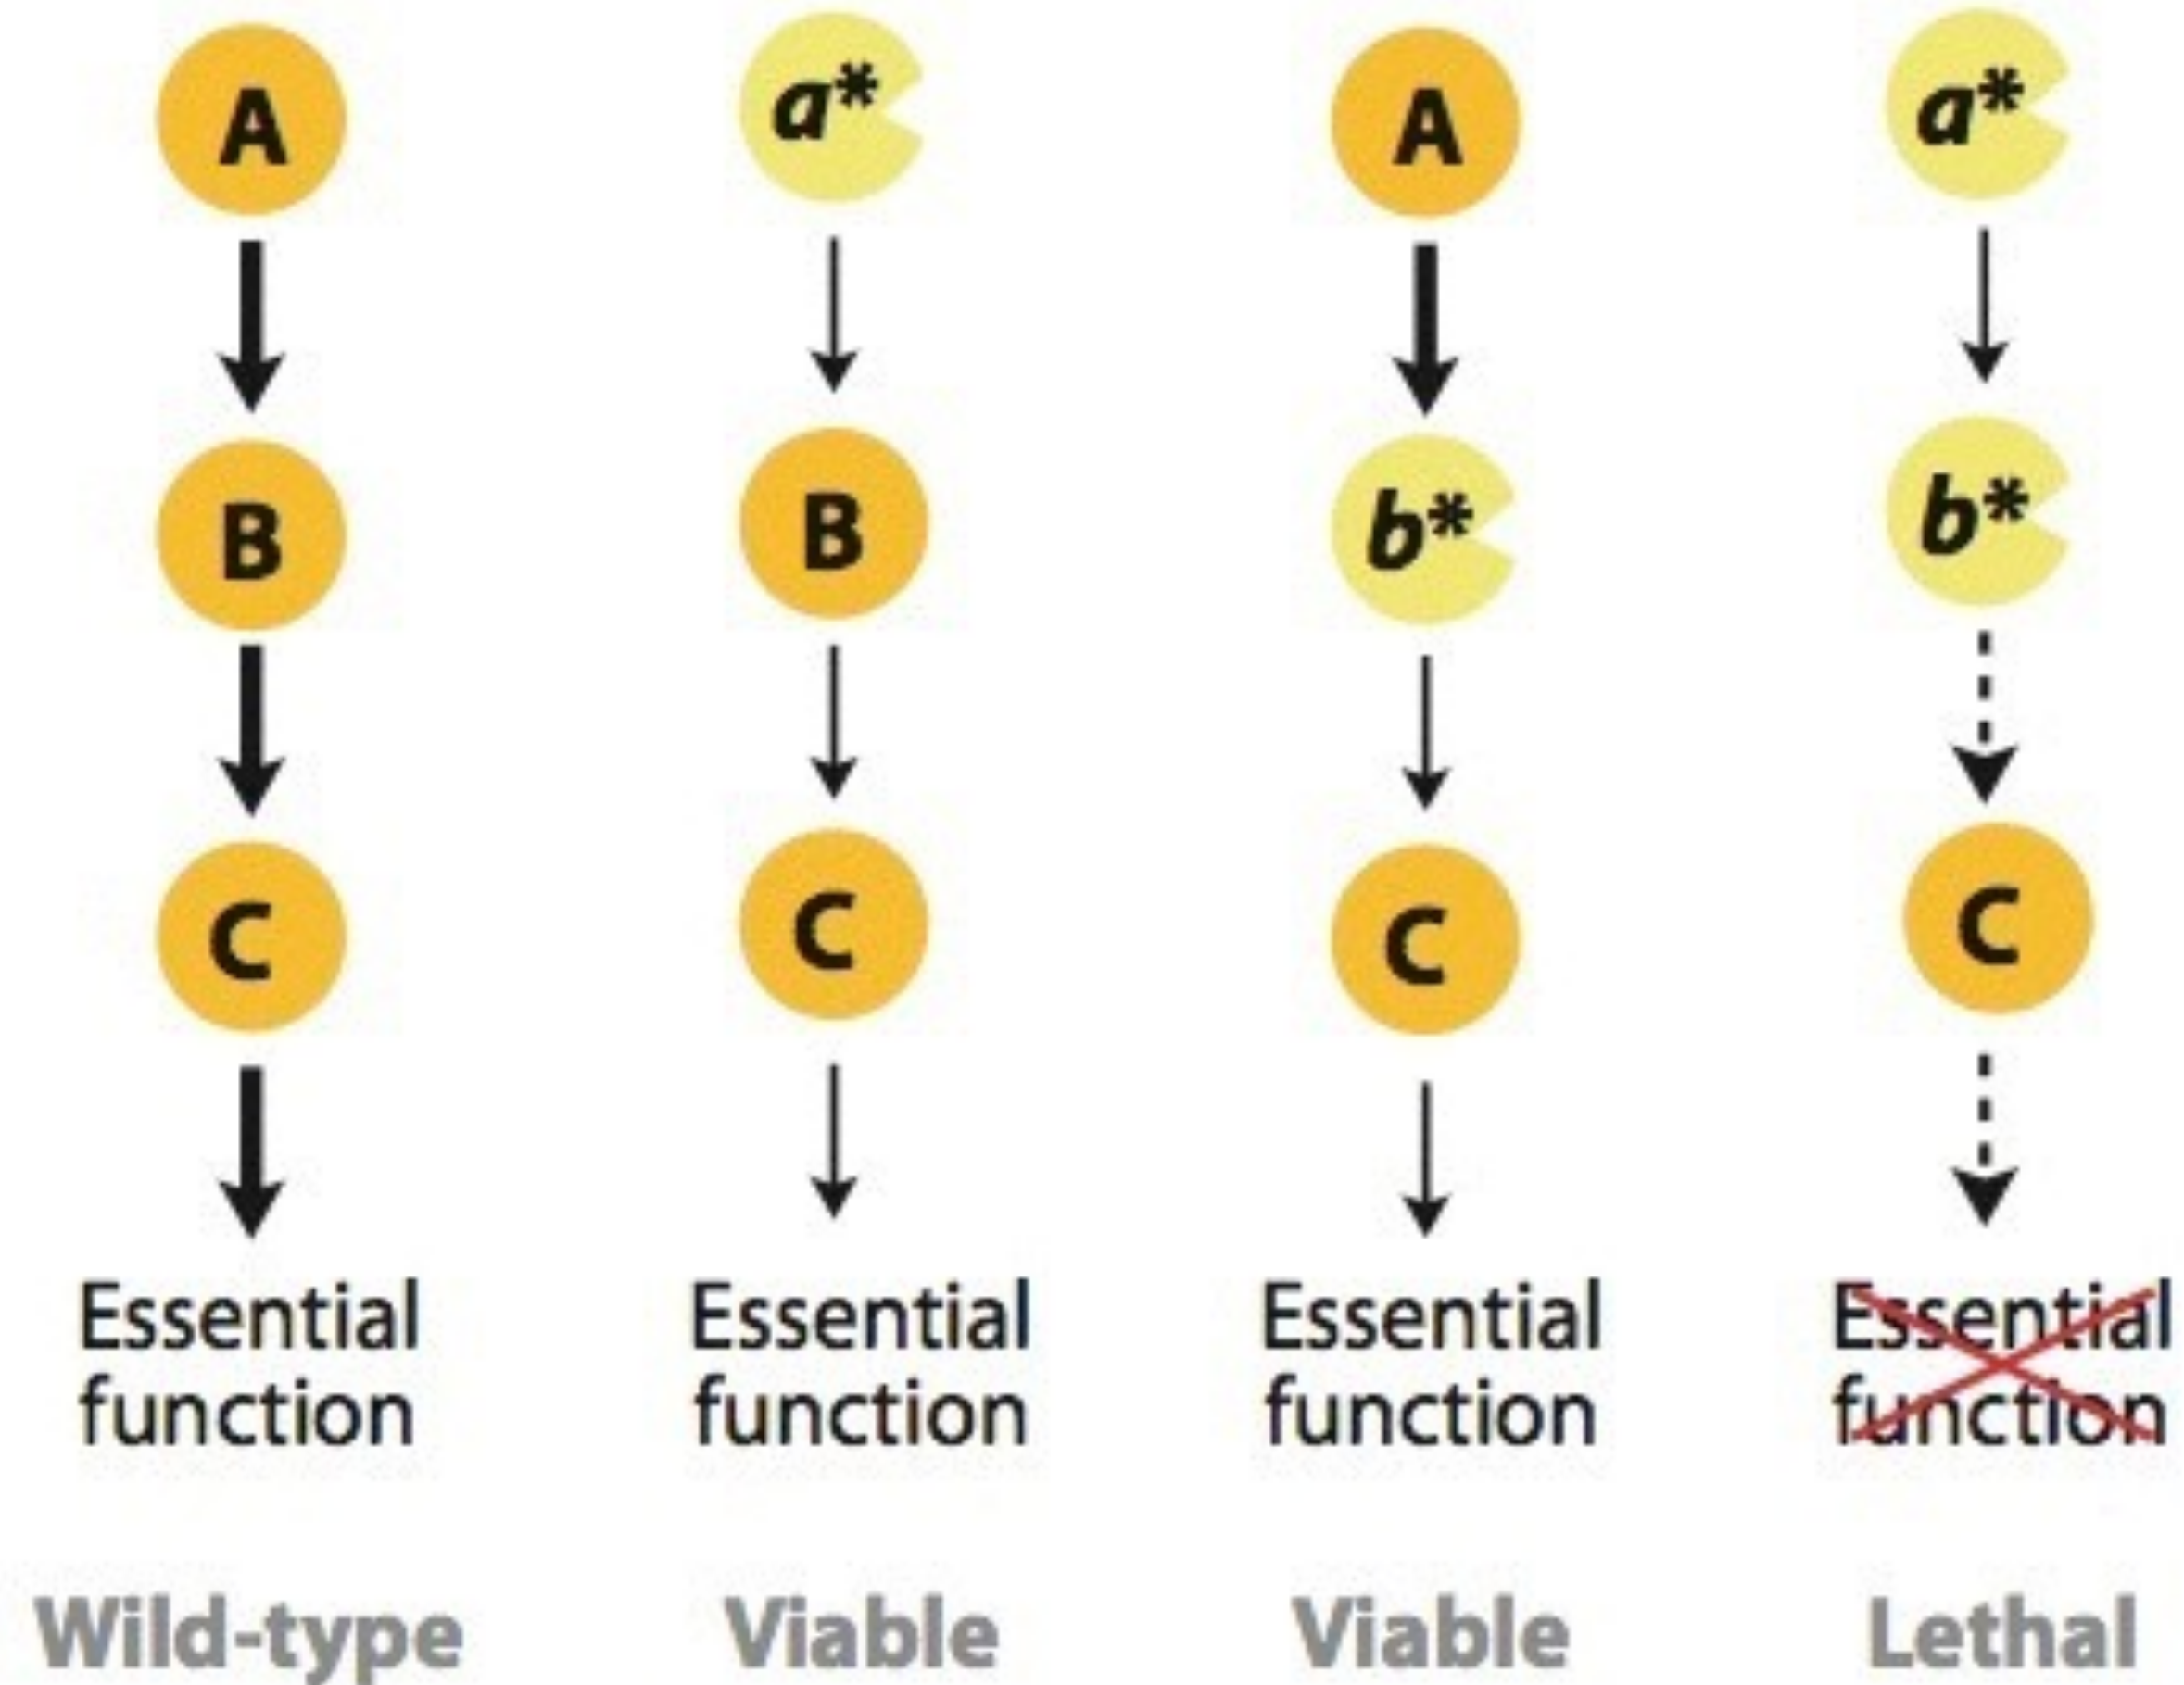 A
B
C
Essential
function
Wild-type
a*
B
C
Essential
function
Viable
A
b*
C
Essential
function
Viable
a*
b*
C
Essential
function
Lethal